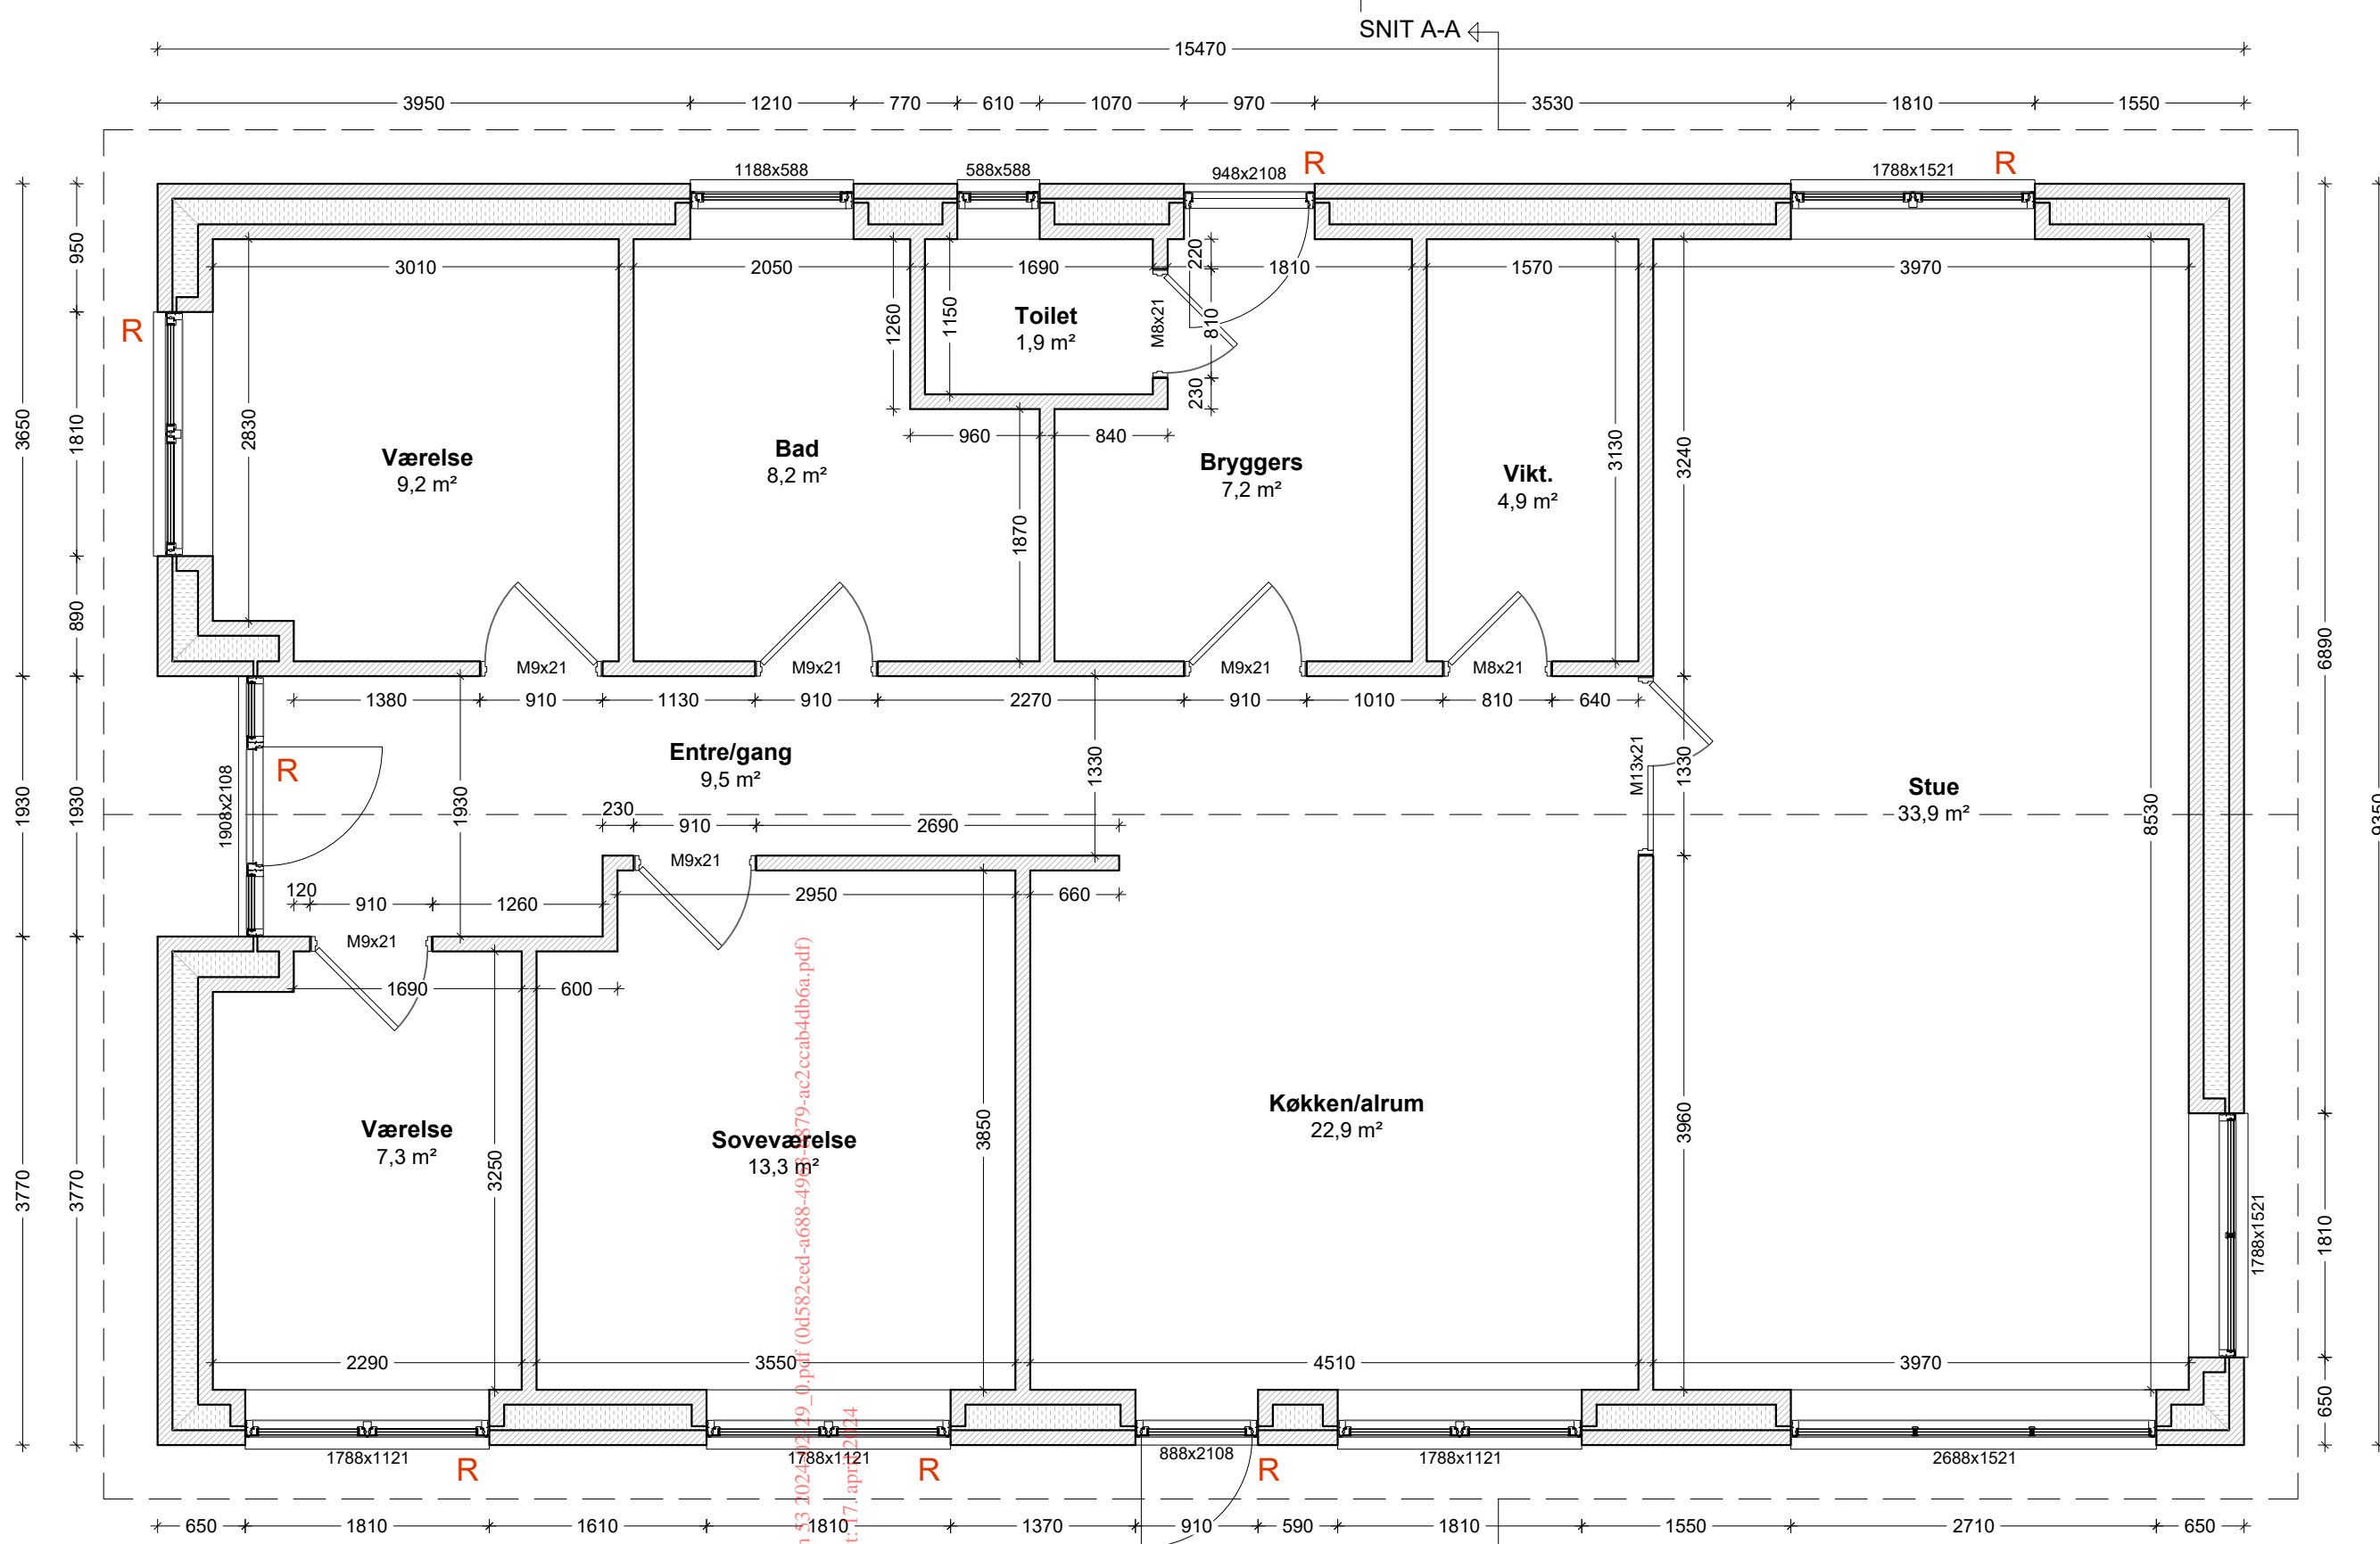 SNIT A-A
15470
3950 1210 770 610 1070 970 3530 1810 1550
1188x588 588x588 948x2108 R 1788x1521 R
3010 2050 1690 220 1810 1570 3970
950
R
1810
890
3650
1930
1930
3770
3770
2830
1260
1150
M8x21
810
230
960 840
1870
3130
3240
Toilet
1,9 m²
Værelse
9,2 m²
Bad
8,2 m²
Bryggers
7,2 m²
Vikt.
4,9 m²
M9x21 M9x21 M9x21 M8x21
1380 910 1130 910 2270 910 1010 810 640
Entre/gang
9,5 m²
R
1908x2108
1930
1330
M13x21
1330
Stue
33,9 m²
8530
6890
9350
230 910 2690
M9x21
120 910 1260
2950 660
M9x21
1690 600
Værelse
7,3 m²
3250
Soveværelse
13,3 m²
3850
Køkken/alrum
22,9 m²
3960
1788x1521
1810
650
2290 3550 4510 3970
1788x1121 R 1788x1121 R 888x2108 R 1788x1121 2688x1521
650 1810 1610 1810 1370 910 590 1810 1550 2710 650
t: 17. april 2024